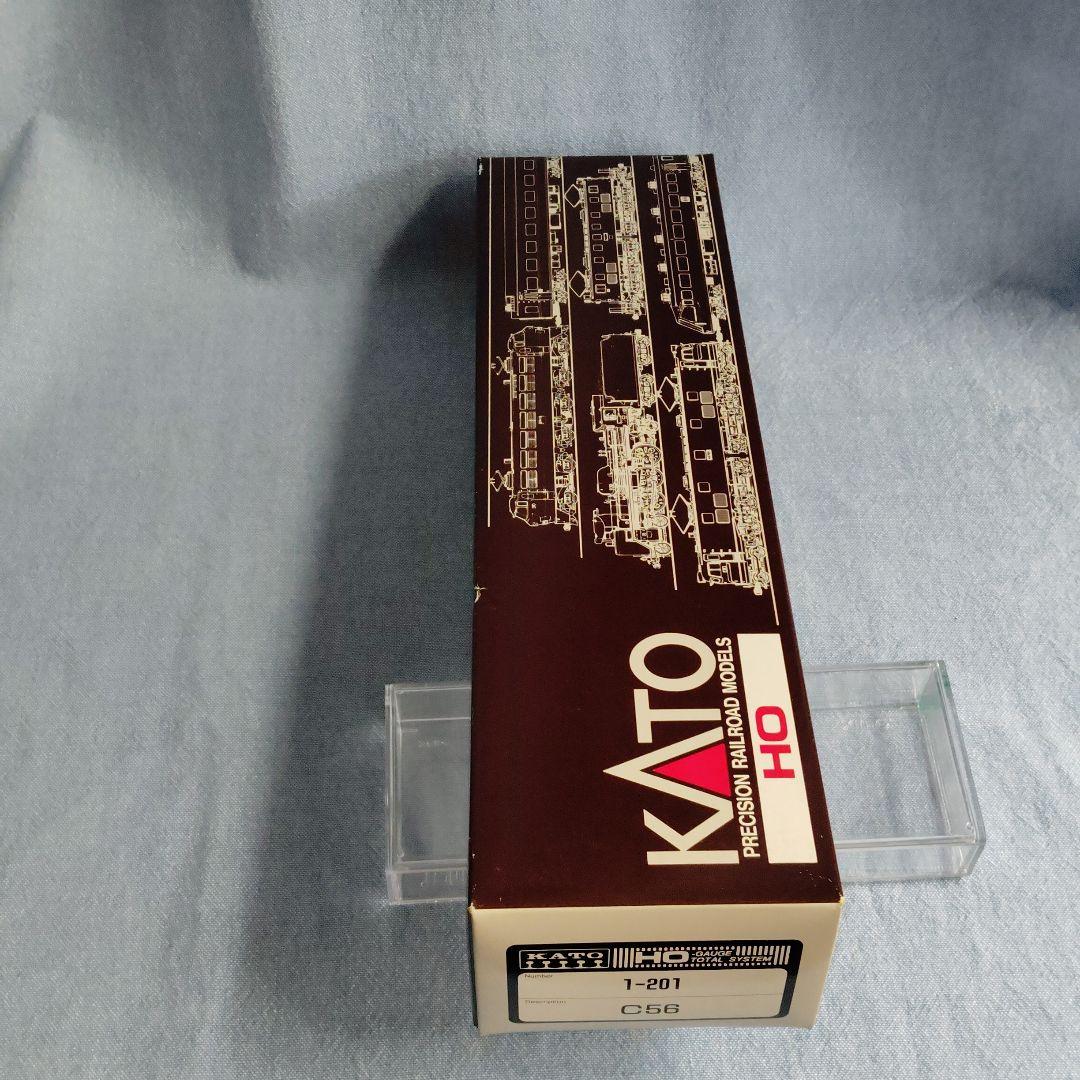 KATO
PRECISION RAILROAD MODELS
HO
KATO HO -GAUGE TOTAL SYSTEM
Number
1-201
Description
C56